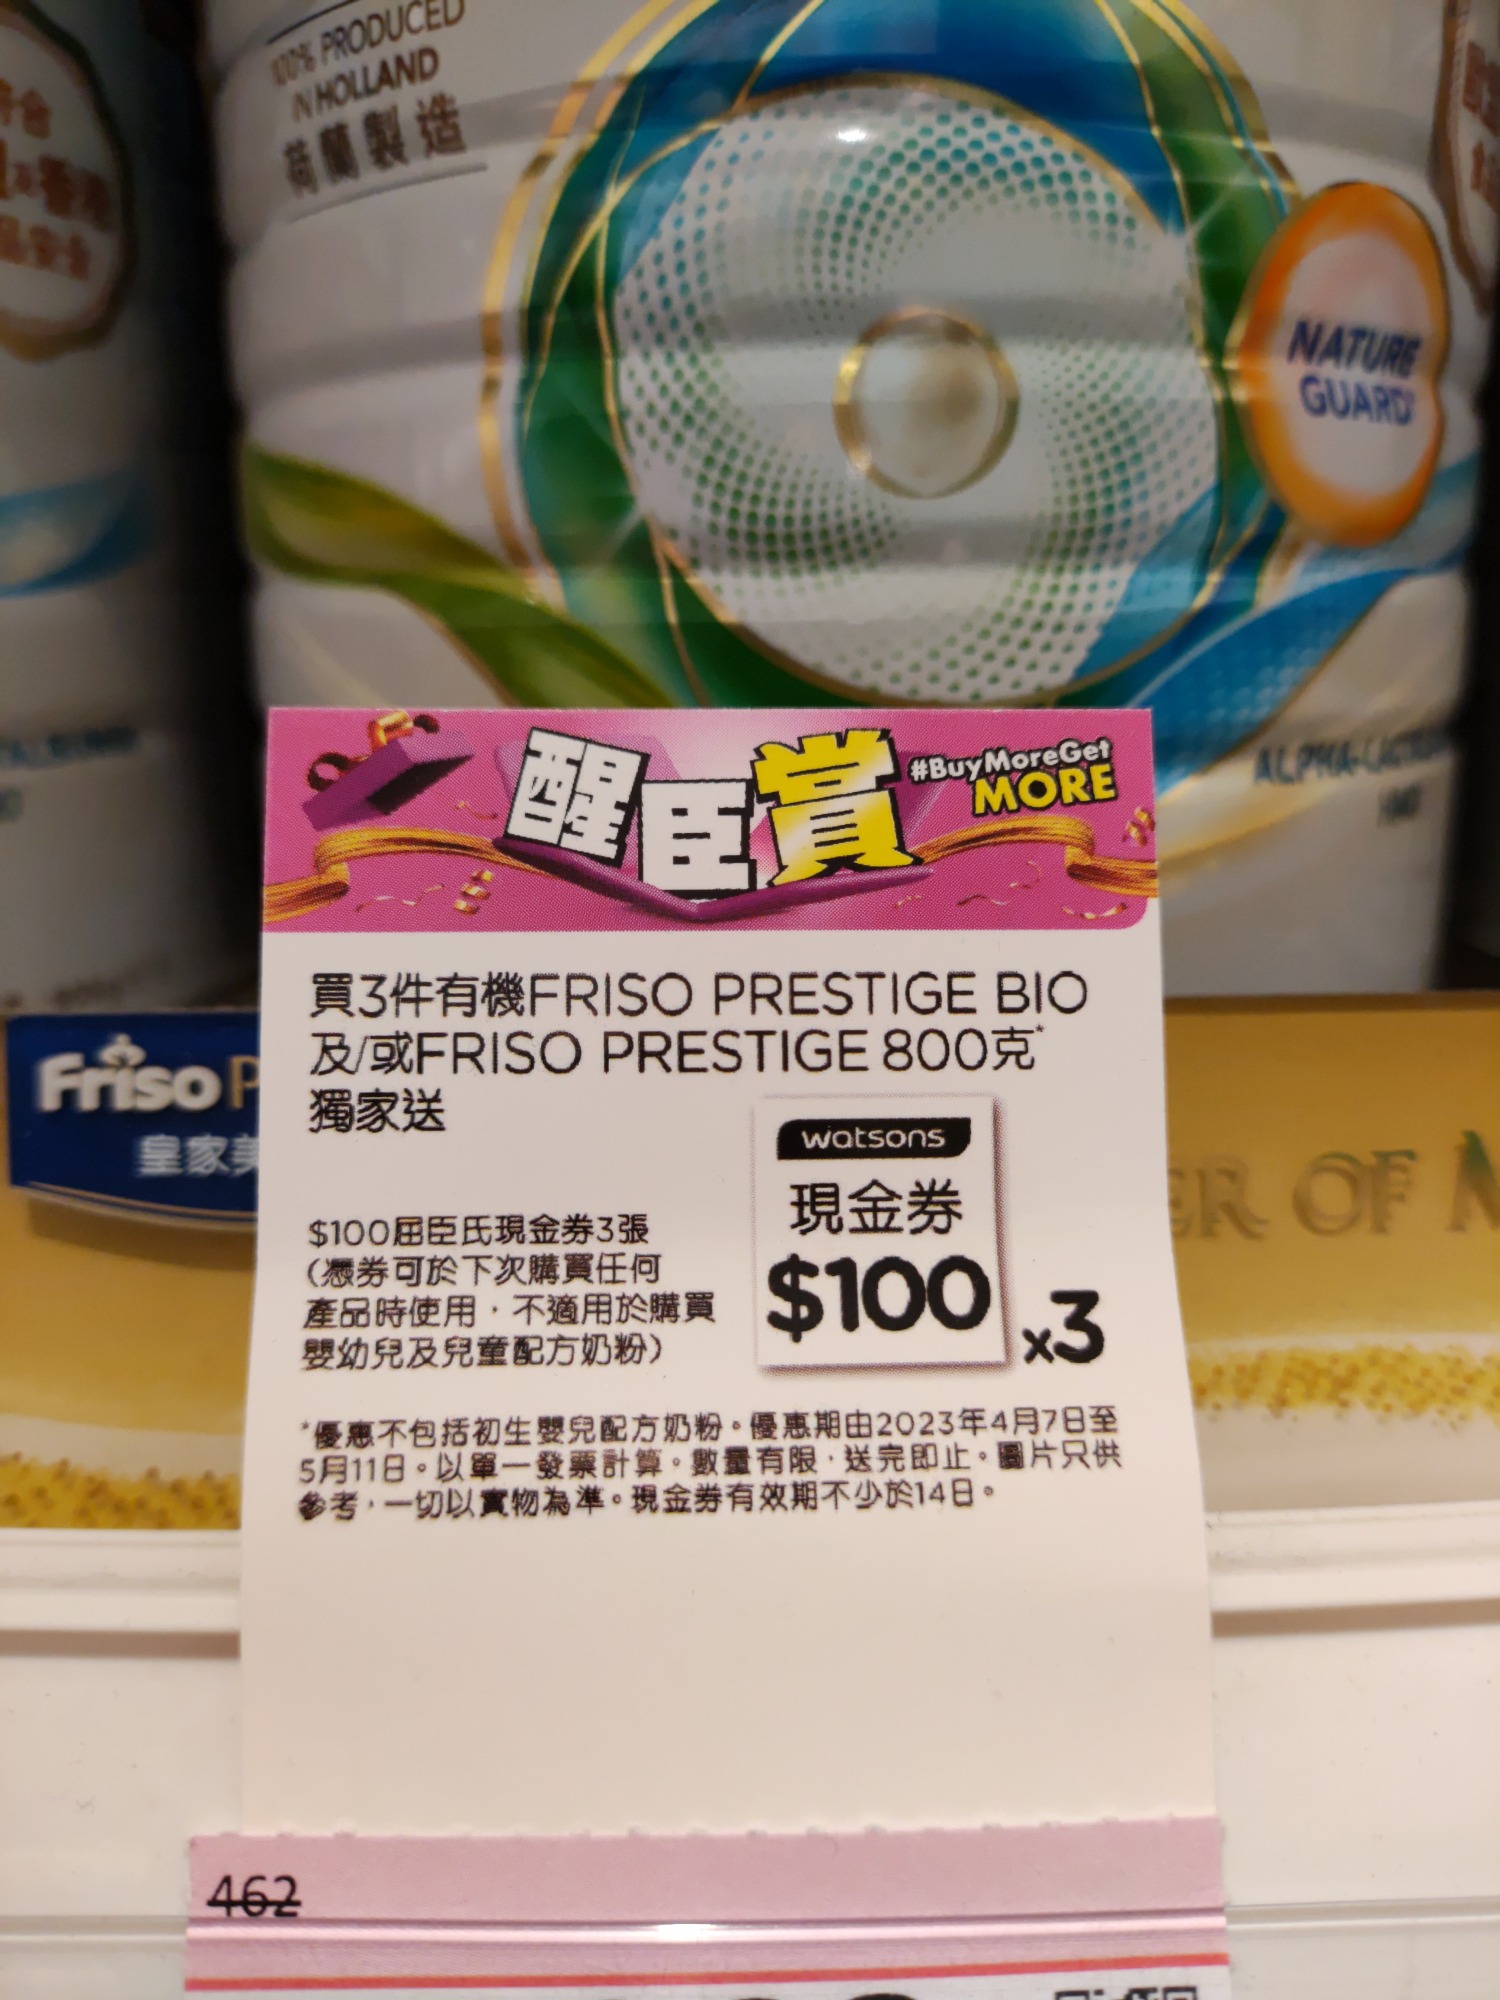 100% PRODUCED
IN HOLLAND
荷蘭製造
NATURE
GUARD
醒臣賞
#BuyMoreGet
MORE
買3件有機FRISO PRESTIGE BIO
及/或FRISO PRESTIGE 800克*
獨家送
watsons
現金券
$100 x3
$100屈臣氏現金券3張
(憑券可於下次購買任何
產品時使用，不適用於購買
嬰幼兒及兒童配方奶粉)
*優惠不包括初生嬰兒配方奶粉。優惠期由2023年4月7日至
5月11日。以單一發票計算。數量有限，送完即止。圖片只供
參考，一切以實物為準。現金券有效期不少於14日。
Friso P
皇家美
ER OF M
462